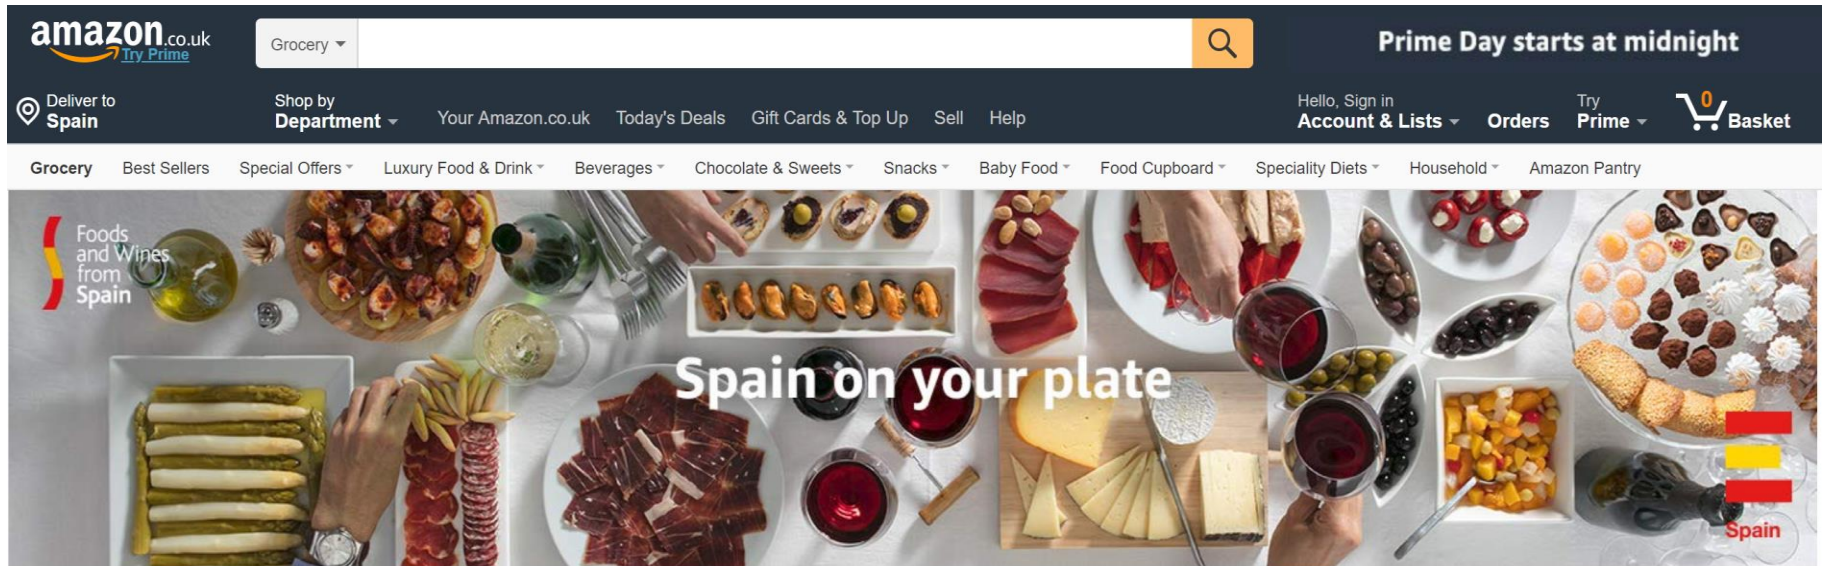 amazon.co.uk
Try Prime
Grocery
Prime Day starts at midnight
Deliver to
Spain
Shop by
Department
Your Amazon.co.uk
Today's Deals
Gift Cards & Top Up
Sell
Help
Hello, Sign in
Account & Lists
Orders
Try
Prime
0
Basket
Grocery
Best Sellers
Special Offers
Luxury Food & Drink
Beverages
Chocolate & Sweets
Snacks
Baby Food
Food Cupboard
Speciality Diets
Household
Amazon Pantry
Foods
and Wines
from
Spain
Spain on your plate
Spain